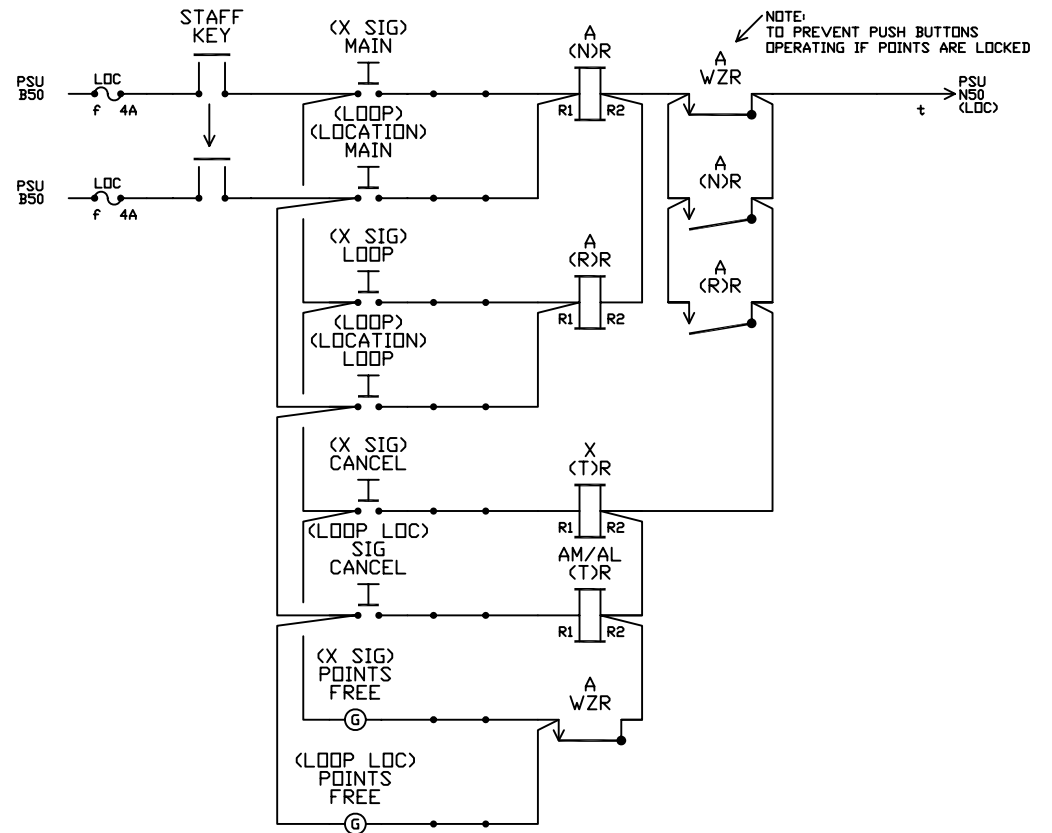 STAFF
KEY
(X SIG)
MAIN
A
(N)R
NOTE:
TO PREVENT PUSH BUTTONS
OPERATING IF POINTS ARE LOCKED
A
WZR
PSU
B50
LOC
f 4A
R1 R2
PSU
N50
(LOC)
t
(LOOP)
(LOCATION)
MAIN
PSU
B50
LOC
f 4A
A
(N)R
(X SIG)
LOOP
A
(R)R
R1 R2
A
(R)R
(LOOP)
(LOCATION)
LOOP
(X SIG)
CANCEL
X
(T)R
R1 R2
(LOOP LOC)
SIG
CANCEL
AM/AL
(T)R
R1 R2
(X SIG)
POINTS
FREE
G
A
WZR
(LOOP LOC)
POINTS
FREE
G